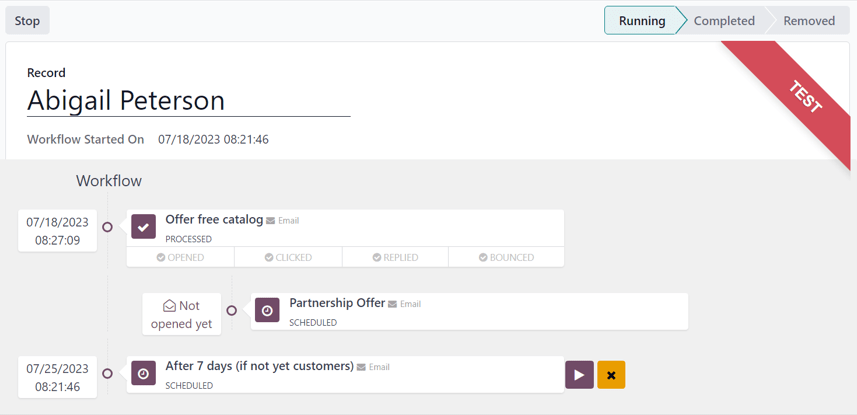 Stop
Running Completed Removed
TEST
Record
Abigail Peterson
Workflow Started On 07/18/2023 08:21:46
Workflow
07/18/2023
08:27:09
Offer free catalog Email
PROCESSED
OPENED CLICKED REPLIED BOUNCED
Not
opened yet
Partnership Offer Email
SCHEDULED
07/25/2023
08:21:46
After 7 days (if not yet customers) Email
SCHEDULED